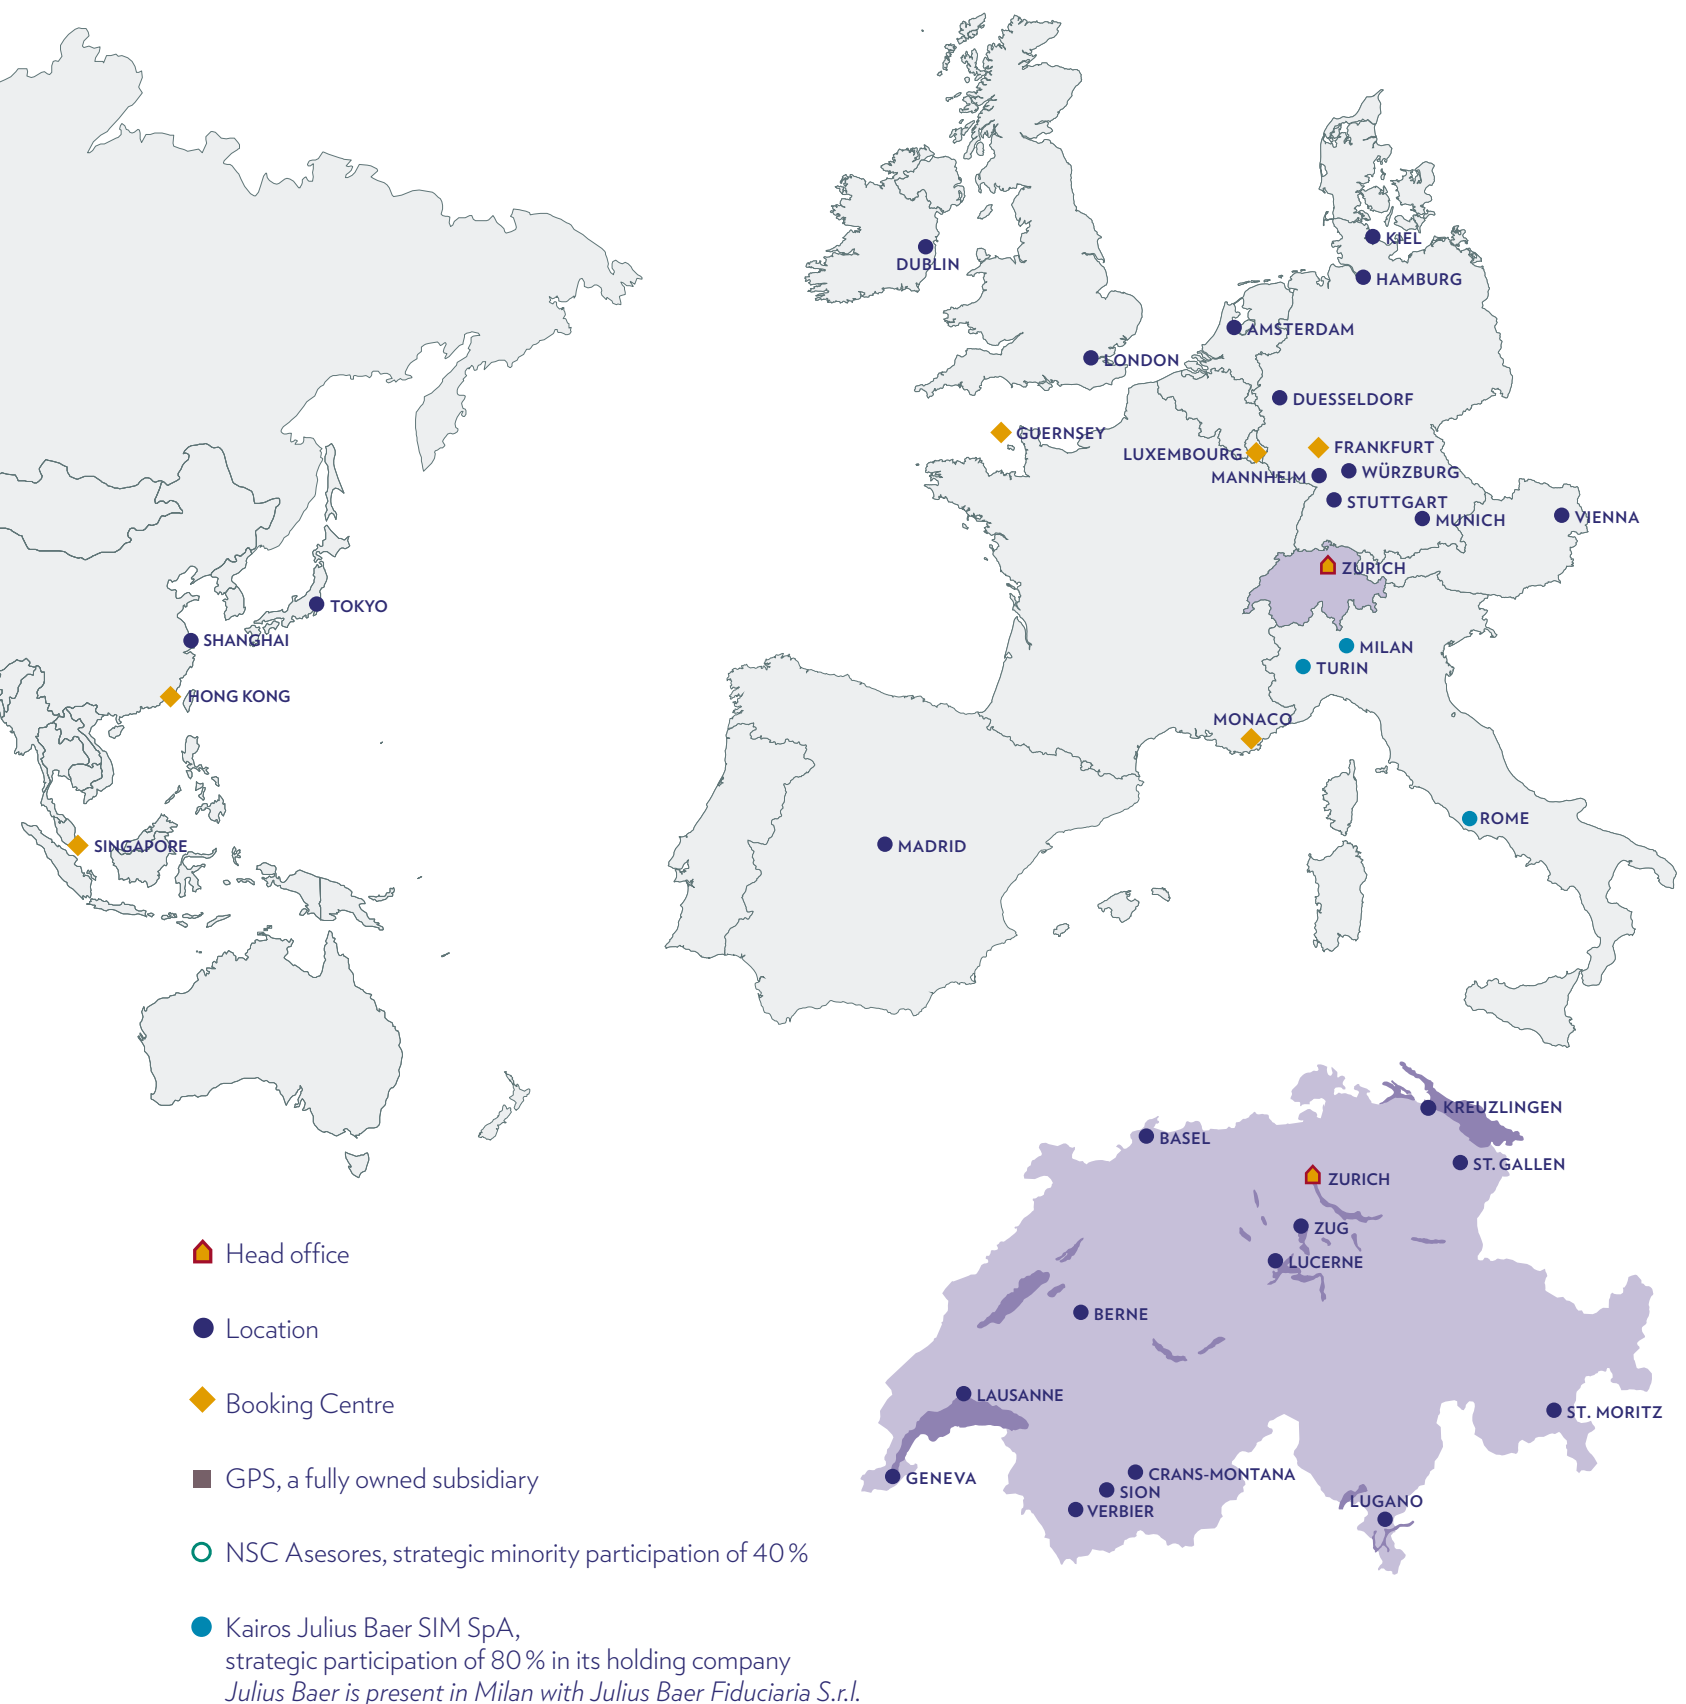 KIEL
DUBLIN
HAMBURG
AMSTERDAM
LONDON
DUESSELDORF
GUERNSEY
FRANKFURT
LUXEMBOURG
WÜRZBURG
MANNHEIM
STUTTGART
MUNICH
VIENNA
ZURICH
TOKYO
SHANGHAI
MILAN
TURIN
HONG KONG
MONACO
ROME
SINGAPORE
MADRID
KREUZLINGEN
BASEL
ST. GALLEN
ZURICH
ZUG
LUCERNE
BERNE
LAUSANNE
ST. MORITZ
CRANS-MONTANA
GENEVA
SION
LUGANO
VERBIER
Head office
Location
Booking Centre
GPS, a fully owned subsidiary
NSC Asesores, strategic minority participation of 40 %
Kairos Julius Baer SIM SpA,
strategic participation of 80 % in its holding company
Julius Baer is present in Milan with Julius Baer Fiduciaria S.r.l.